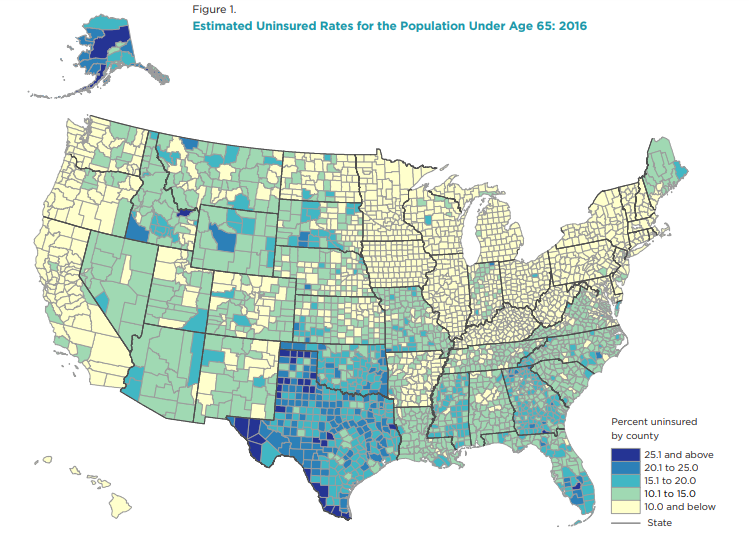 Figure 1.
Estimated Uninsured Rates for the Population Under Age 65: 2016
Percent uninsured
by county
25.1 and above
20.1 to 25.0
15.1 to 20.0
10.1 to 15.0
10.0 and below
State